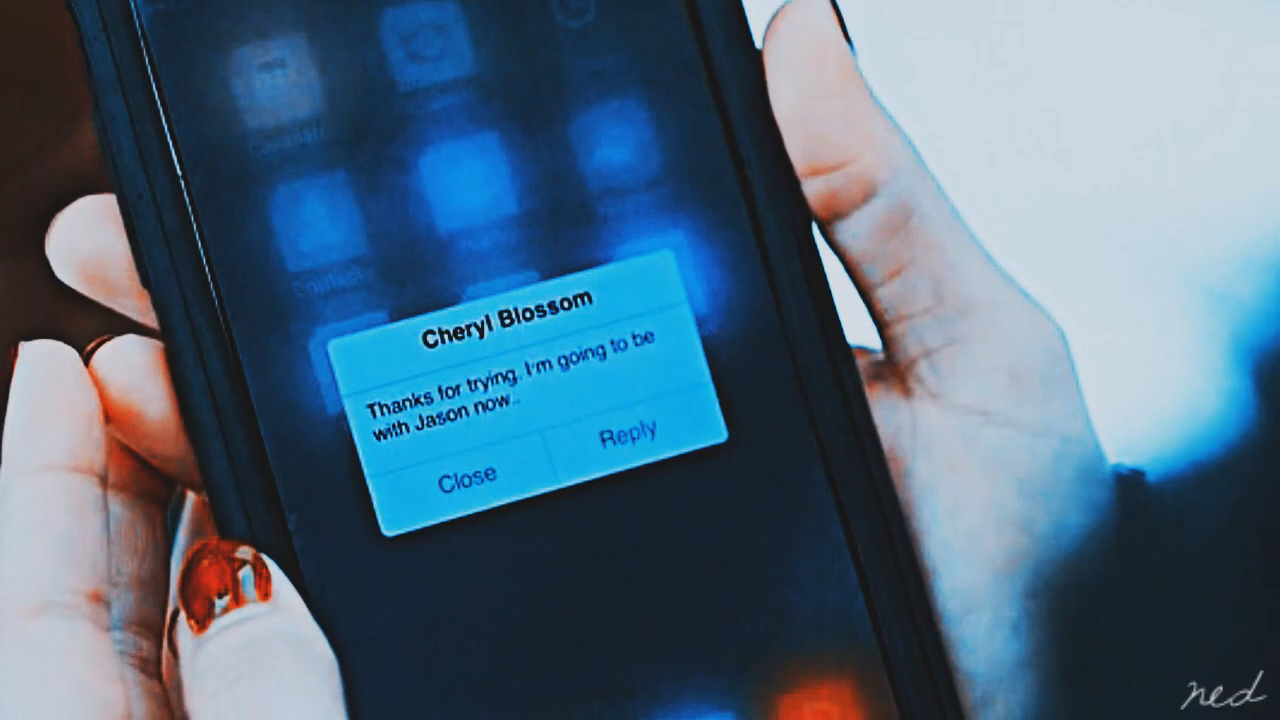 Cheryl Blossom
Thanks for trying. I'm going to be
with Jason now..
Close
Reply
ned